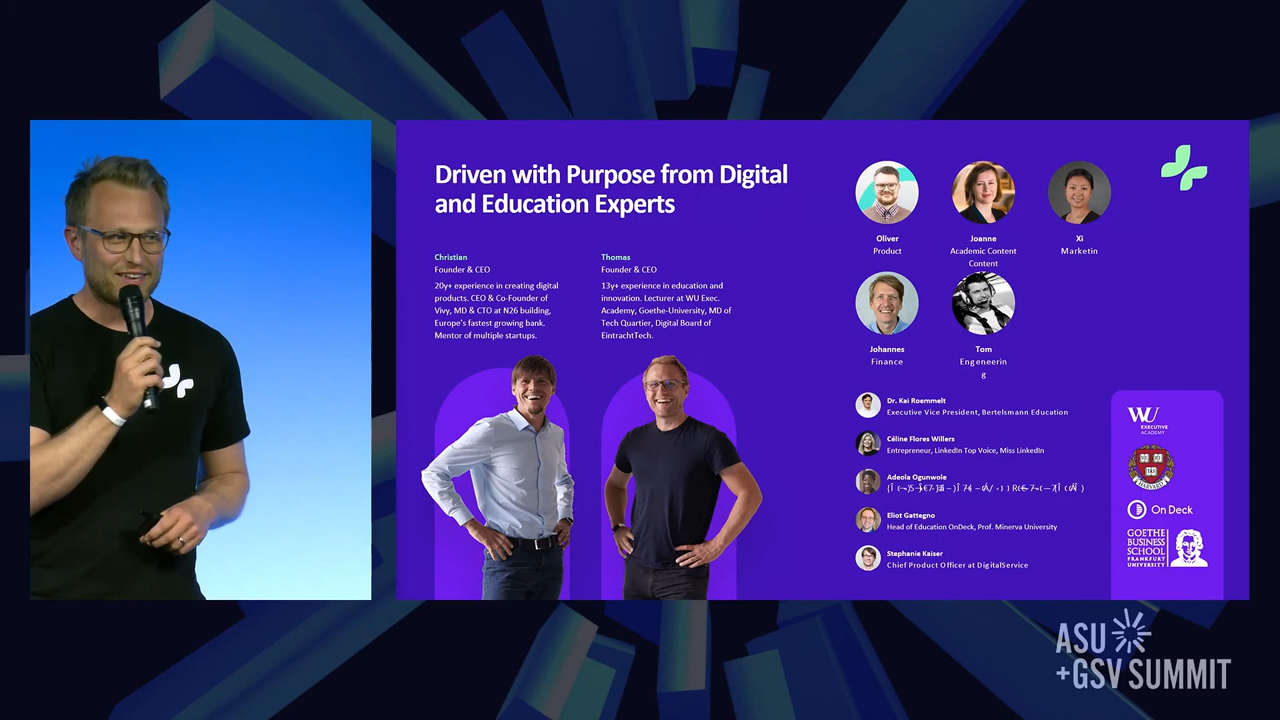 Driven with Purpose from Digital
and Education Experts
Christian
Founder & CEO
20y+ experience in creating digital
products. CEO & Co-Founder of
Vivy, MD & CTO at N26 building,
Europe's fastest growing bank.
Mentor of multiple startups.
Thomas
Founder & CEO
13y+ experience in education and
innovation. Lecturer at WU Exec.
Academy, Goethe-University, MD of
Tech Quartier, Digital Board of
EintrachtTech.
Oliver
Product
Joanne
Academic Content
Content
Xi
Marketin
Johannes
Finance
Tom
Engeneerin
g
Dr. Kai Roemmelt
Executive Vice President, Bertelsmann Education
Céline Flores Willers
Entrepreneur, LinkedIn Top Voice, Miss LinkedIn
Adeola Ogunwole
Eliot Gattegno
Head of Education OnDeck, Prof. Minerva University
Stephanie Kaiser
Chief Product Officer at DigitalService
WU
EXECUTIVE
ACADEMY
HARVARD
On Deck
GOETHE
BUSINESS
SCHOOL
FRANKFURT
UNIVERSITY
ASU
+GSV SUMMIT